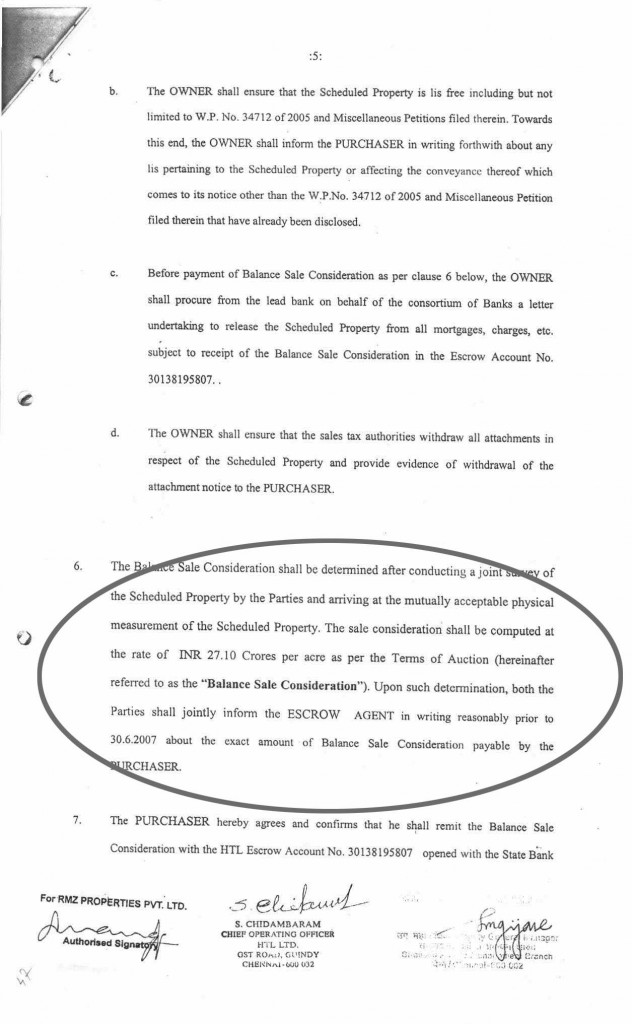 :5:
b. The OWNER shall ensure that the Scheduled Property is lis free including but not
limited to W.P. No. 34712 of 2005 and Miscellaneous Petitions filed therein. Towards
this end, the OWNER shall inform the PURCHASER in writing forthwith about any
lis pertaining to the Scheduled Property or affecting the conveyance thereof which
comes to its notice other than the W.P.No. 34712 of 2005 and Miscellaneous Petition
filed therein that have already been disclosed.
c. Before payment of Balance Sale Consideration as per clause 6 below, the OWNER
shall procure from the lead bank on behalf of the consortium of Banks a letter
undertaking to release the Scheduled Property from all mortgages, charges, etc.
subject to receipt of the Balance Sale Consideration in the Escrow Account No.
30138195807. .
d. The OWNER shall ensure that the sales tax authorities withdraw all attachments in
respect of the Scheduled Property and provide evidence of withdrawal of the
attachment notice to the PURCHASER.
6. The Balance Sale Consideration shall be determined after conducting a joint survey of
the Scheduled Property by the Parties and arriving at the mutually acceptable physical
measurement of the Scheduled Property. The sale consideration shall be computed at
the rate of INR 27.10 Crores per acre as per the Terms of Auction (hereinafter
referred to as the “Balance Sale Consideration”). Upon such determination, both the
Parties shall jointly inform the ESCROW AGENT in writing reasonably prior to
30.6.2007 about the exact amount of Balance Sale Consideration payable by the
PURCHASER.
7. The PURCHASER hereby agrees and confirms that he shall remit the Balance Sale
Consideration with the HTL Escrow Account No. 30138195807 opened with the State Bank
For RMZ PROPERTIES PVT. LTD.
Authorised Signatory
S. CHIDAMBARAM
CHIEF OPERATING OFFICER
HTL LTD.
GST ROAD, GUINDY
CHENNAI-600 032
Branch